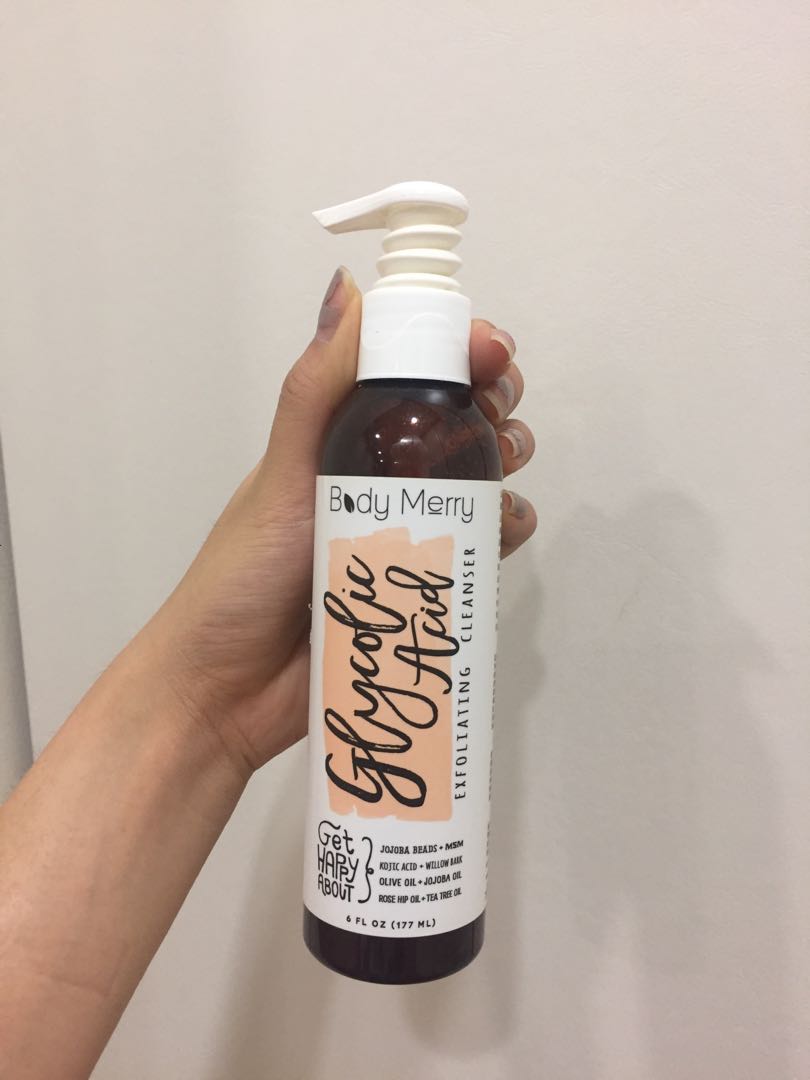 Body Merry
Glycolic
Acid
EXFOLIATING CLEANSER
Get
HAPPY
ABOUT
JOJOBA BEADS + MSM
KOJIC ACID + WILLOW BARK
OLIVE OIL + JOJOBA OIL
ROSE HIP OIL + TEA TREE OIL
6 FL OZ (177 ML)